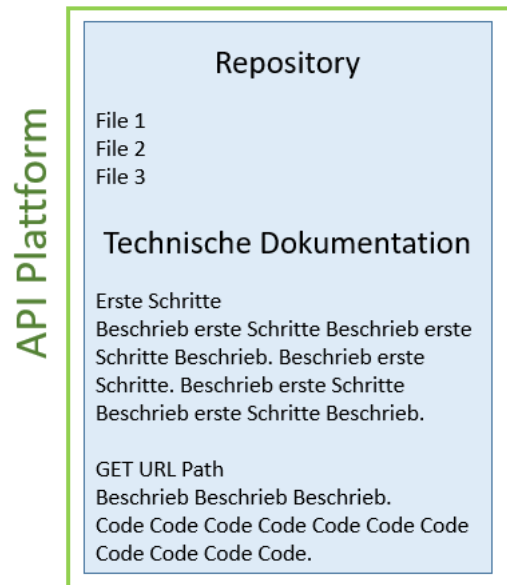 API Plattform
Repository
File 1
File 2
File 3
Technische Dokumentation
Erste Schritte
Beschrieb erste Schritte Beschrieb erste
Schritte Beschrieb. Beschrieb erste
Schritte. Beschrieb erste Schritte
Beschrieb erste Schritte Beschrieb.
GET URL Path
Beschrieb Beschrieb Beschrieb.
Code Code Code Code Code Code Code
Code Code Code Code.